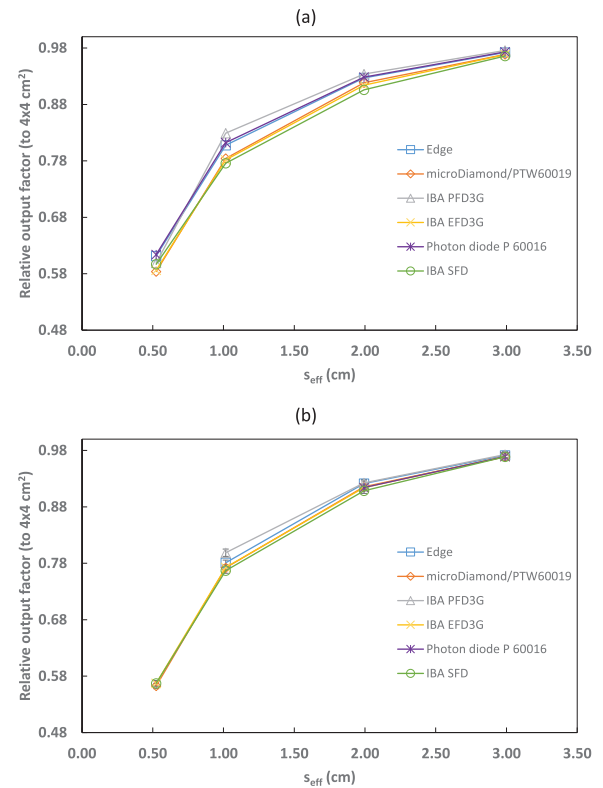 (a)
Relative output factor (to 4x4 cm²)
0.98
0.88
0.78
0.68
0.58
0.48
Edge
microDiamond/PTW60019
IBA PFD3G
IBA EFD3G
Photon diode P 60016
IBA SFD
0.00 0.50 1.00 1.50 2.00 2.50 3.00 3.50
s_eff (cm)
(b)
Relative output factor (to 4x4 cm²)
0.98
0.88
0.78
0.68
0.58
0.48
Edge
microDiamond/PTW60019
IBA PFD3G
IBA EFD3G
Photon diode P 60016
IBA SFD
0.00 0.50 1.00 1.50 2.00 2.50 3.00 3.50
s_eff (cm)